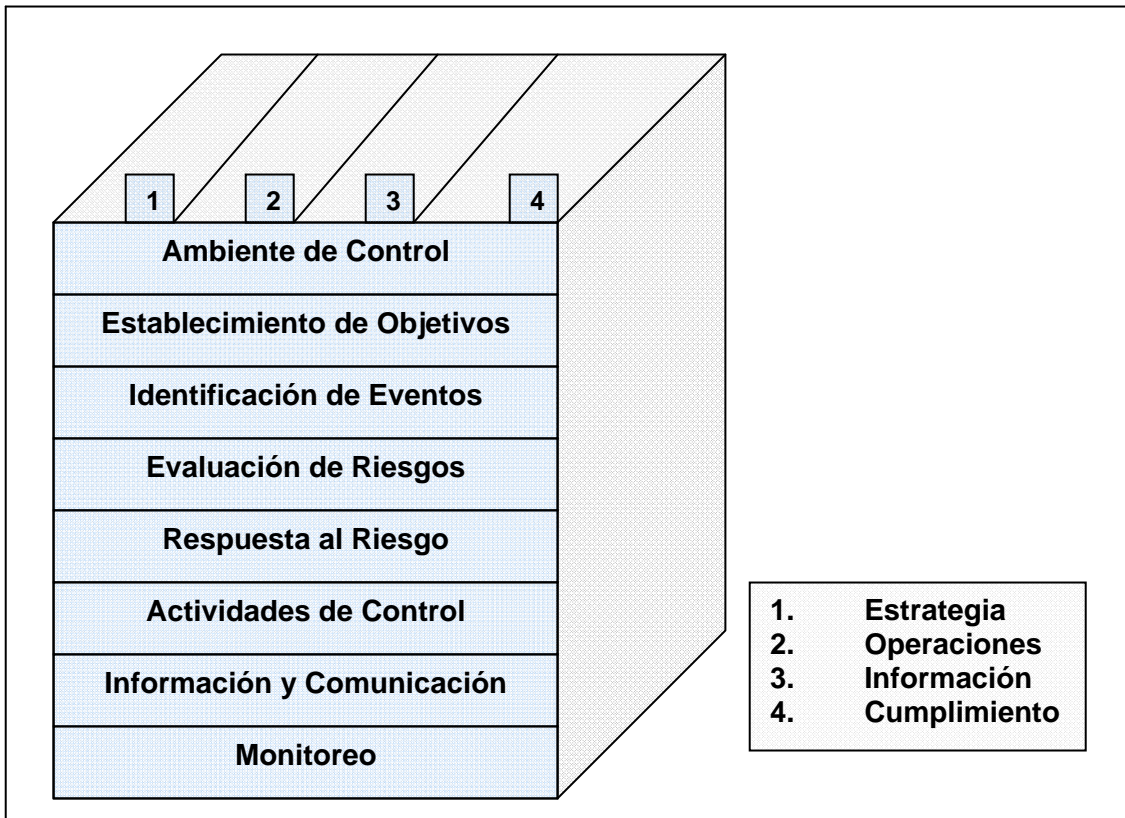 1 2 3 4
Ambiente de Control
Establecimiento de Objetivos
Identificación de Eventos
Evaluación de Riesgos
Respuesta al Riesgo
Actividades de Control
Información y Comunicación
Monitoreo
1. Estrategia
2. Operaciones
3. Información
4. Cumplimiento